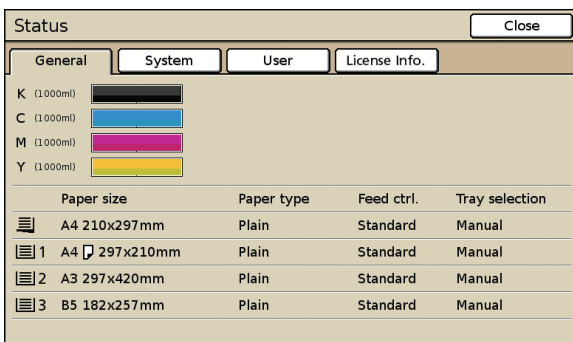 Status Close
General System User License Info.
K (1000ml)
C (1000ml)
M (1000ml)
Y (1000ml)
Paper size Paper type Feed ctrl. Tray selection
A4 210x297mm Plain Standard Manual
1 A4 297x210mm Plain Standard Manual
2 A3 297x420mm Plain Standard Manual
3 B5 182x257mm Plain Standard Manual